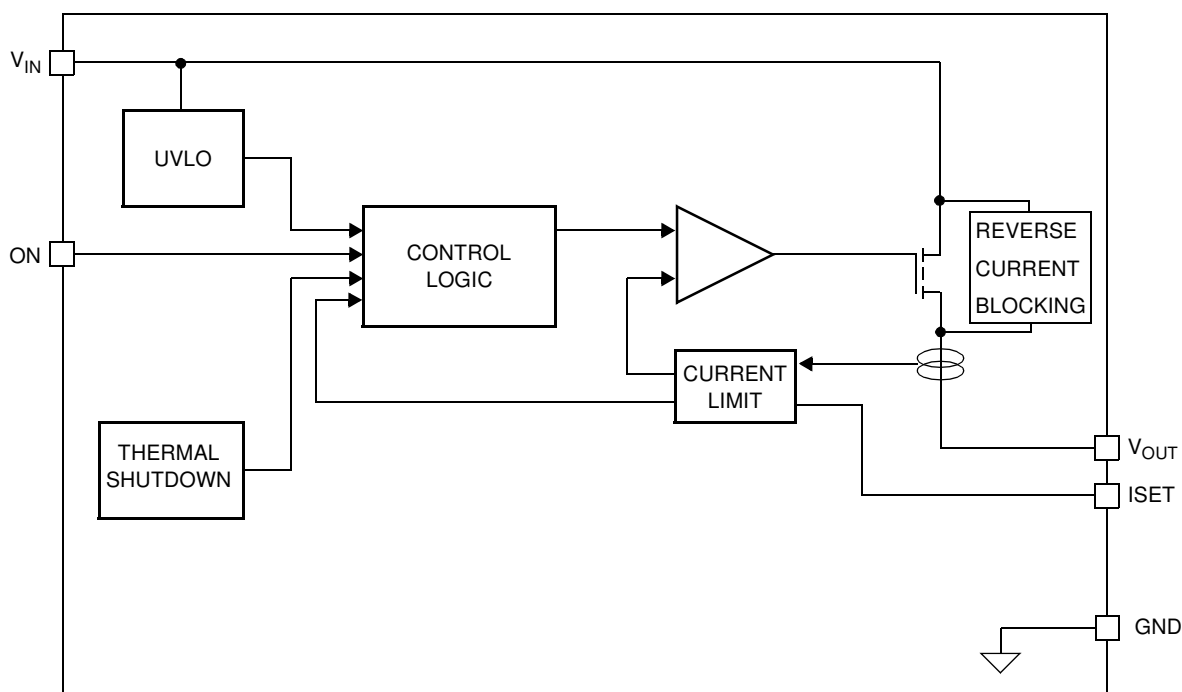 VIN
UVLO
ON
CONTROL
LOGIC
REVERSE
CURRENT
BLOCKING
CURRENT
LIMIT
THERMAL
SHUTDOWN
VOUT
ISET
GND